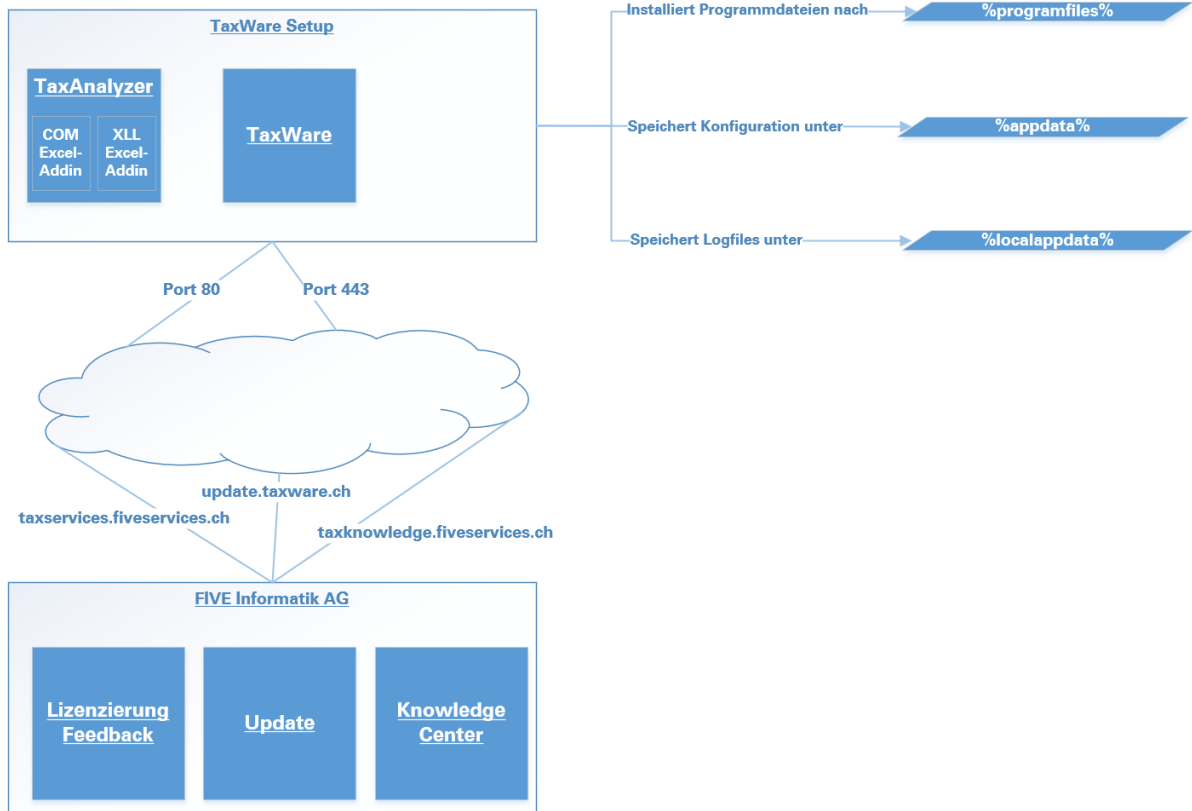 TaxWare Setup
TaxAnalyzer
COM
Excel-
Addin
XLL
Excel-
Addin
TaxWare
Installiert Programmdateien nach
%programfiles%
Speichert Konfiguration unter
%appdata%
Speichert Logfiles unter
%localappdata%
Port 80
Port 443
update.taxware.ch
taxservices.fiveservices.ch
taxknowledge.fiveservices.ch
FIVE Informatik AG
Lizenzierung
Feedback
Update
Knowledge
Center